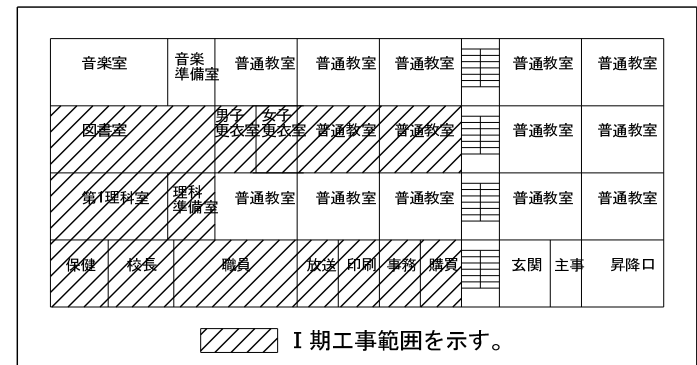 音楽室 音楽準備室 普通教室 普通教室 普通教室 普通教室 普通教室
図書室 男子更衣室 女子更衣室 普通教室 普通教室 普通教室 普通教室
第1理科室 理科準備室 普通教室 普通教室 普通教室 普通教室 普通教室
保健 校長 職員 放送 印刷 事務 購買 玄関 主事 昇降口
I 期工事範囲を示す。